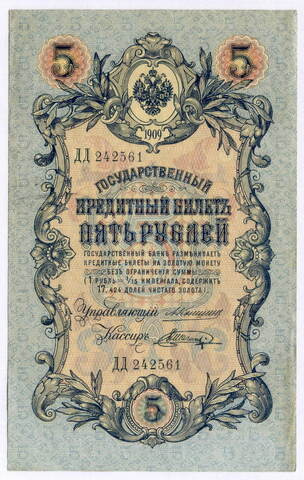 5 5
1909
ДД 242561
ГОСУДАРСТВЕННЫЙ
КРЕДИТНЫЙ БИЛЕТЪ
ПЯТЬ РУБЛЕЙ
ГОСУДАРСТВЕННЫЙ БАНКЪ РАЗМѢНИВАЕТЪ
КРЕДИТНЫЕ БИЛЕТЫ НА ЗОЛОТУЮ МОНЕТУ
БЕЗЪ ОГРАНИЧЕНІЯ СУММЫ
(1 РУБЛЬ = 1/15 ИМПЕРІАЛА, СОДЕРЖИТЪ
17,424 ДОЛЕЙ ЧИСТАГО ЗОЛОТА).
Управляющій
Кассиръ
ДД 242561
5